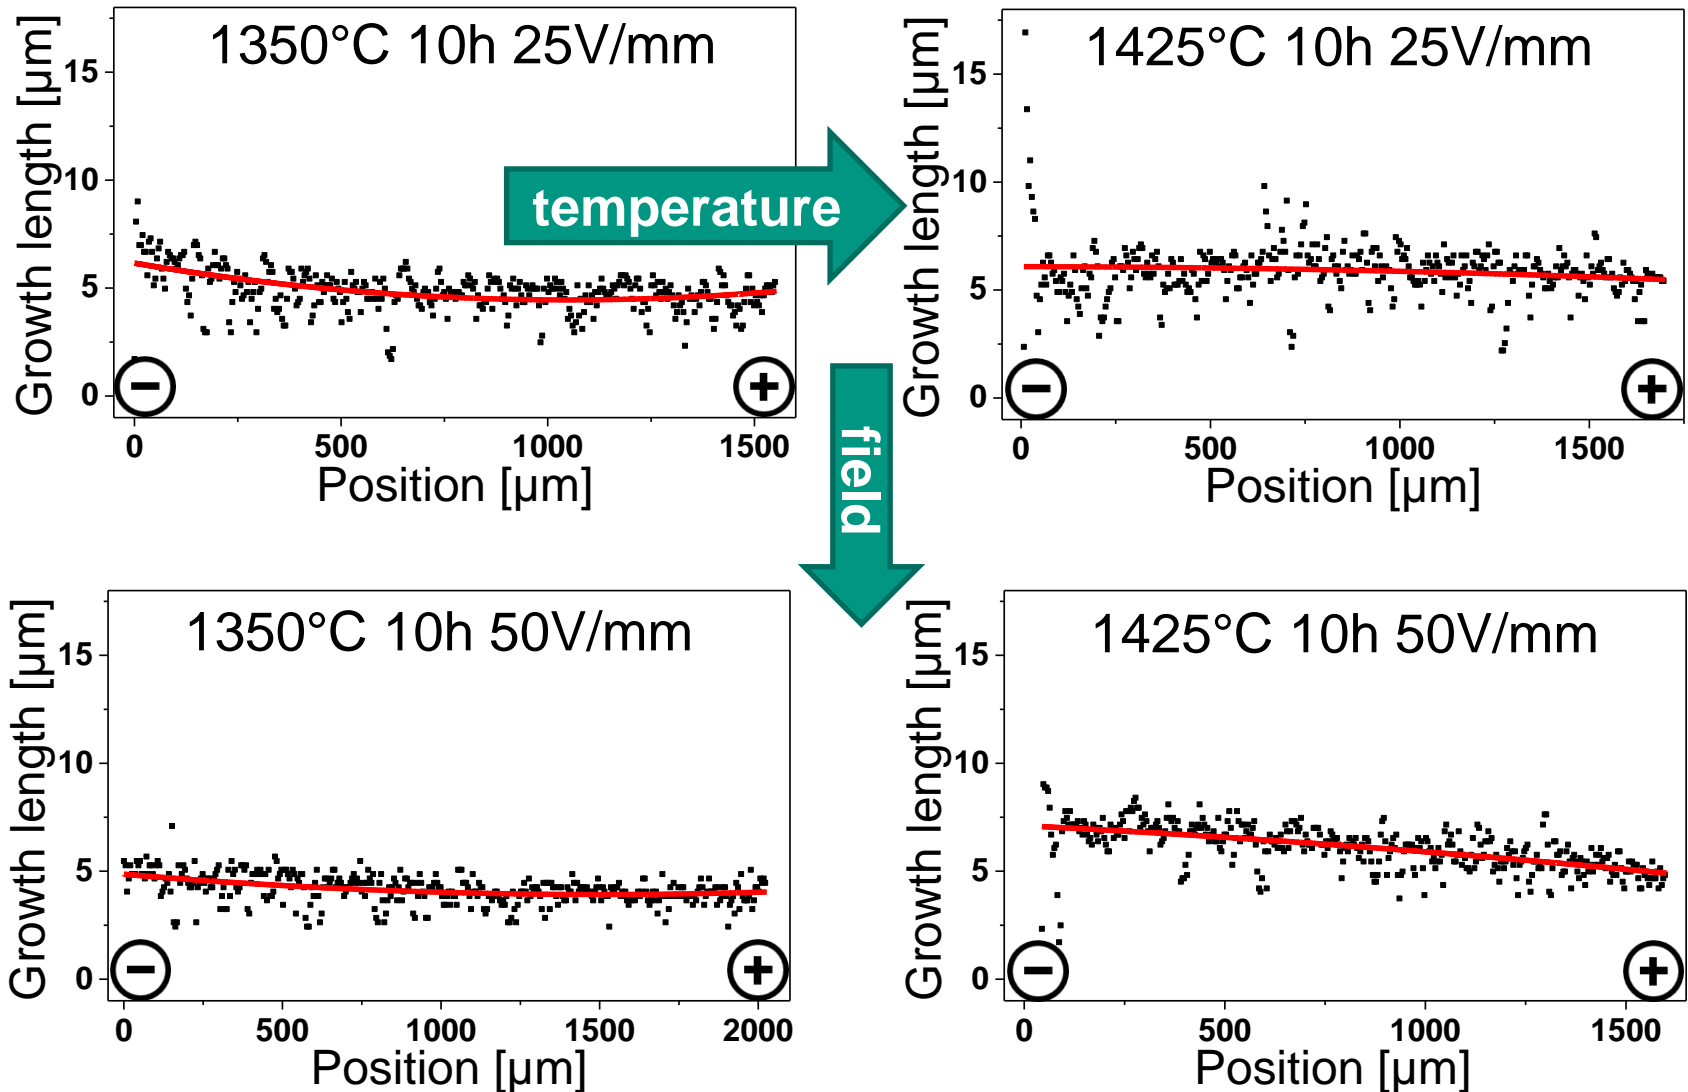 1350°C 10h 25V/mm
Growth length [µm]
15
10
5
0
−
+
0 500 1000 1500
Position [µm]
temperature
1425°C 10h 25V/mm
Growth length [µm]
15
10
5
0
−
+
0 500 1000 1500
Position [µm]
field
1350°C 10h 50V/mm
Growth length [µm]
15
10
5
0
−
+
0 500 1000 1500 2000
Position [µm]
1425°C 10h 50V/mm
Growth length [µm]
15
10
5
0
−
+
0 500 1000 1500
Position [µm]